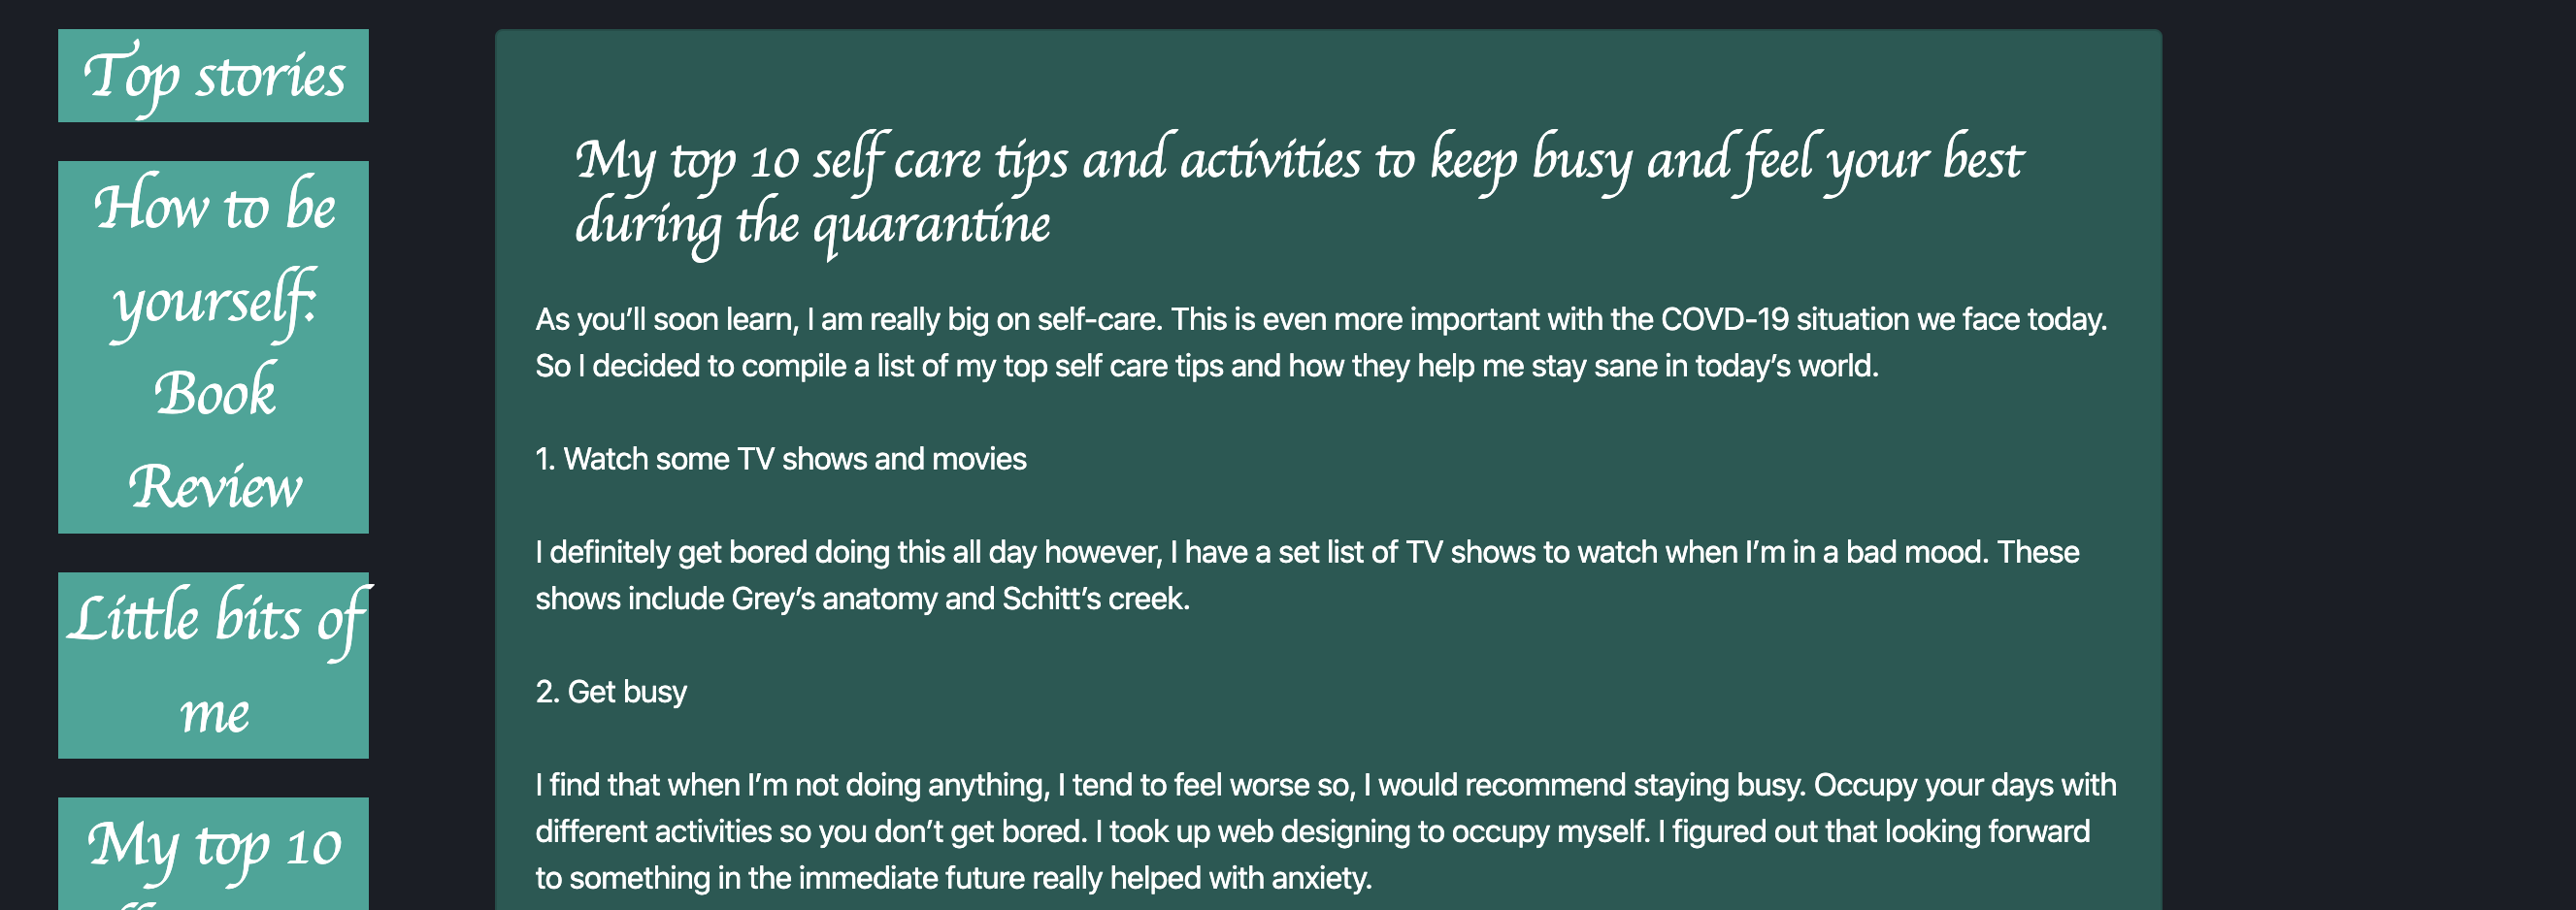 Top stories
How to be
yourself:
Book
Review
Little bits of
me
My top 10
My top 10 self care tips and activities to keep busy and feel your best
during the quarantine
As you’ll soon learn, I am really big on self-care. This is even more important with the COVD-19 situation we face today.
So I decided to compile a list of my top self care tips and how they help me stay sane in today’s world.
1. Watch some TV shows and movies
I definitely get bored doing this all day however, I have a set list of TV shows to watch when I’m in a bad mood. These
shows include Grey’s anatomy and Schitt’s creek.
2. Get busy
I find that when I’m not doing anything, I tend to feel worse so, I would recommend staying busy. Occupy your days with
different activities so you don’t get bored. I took up web designing to occupy myself. I figured out that looking forward
to something in the immediate future really helped with anxiety.